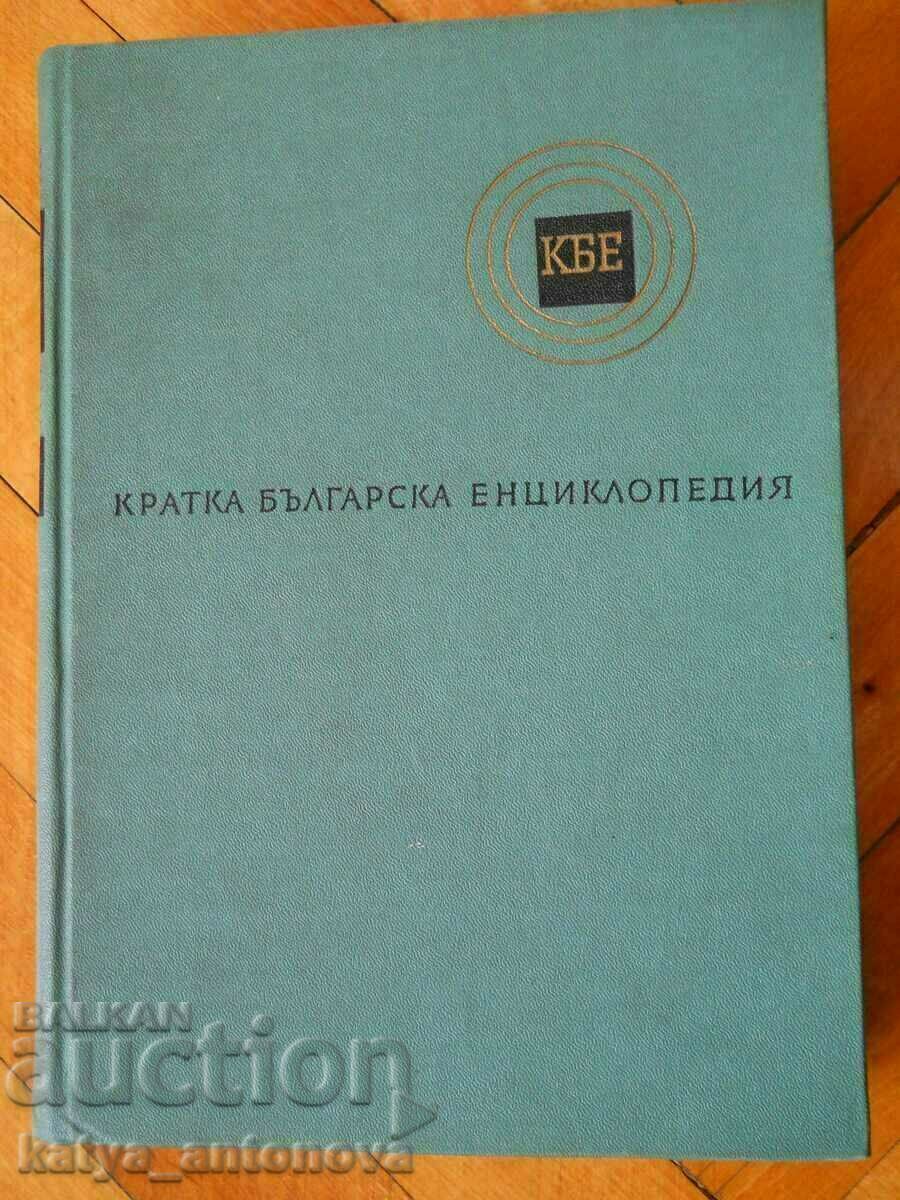 КБЕ
КРАТКА БЪЛГАРСКА ЕНЦИКЛОПЕДИЯ
BALKAN
auction
katya_antonova